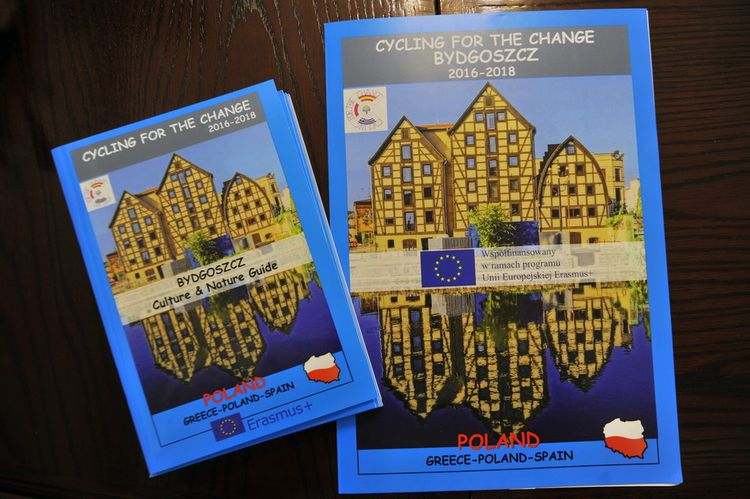 CYCLING FOR THE CHANGE
2016-2018
BYDGOSZCZ
Culture & Nature Guide
POLAND
GREECE-POLAND-SPAIN
Erasmus+
CYCLING FOR THE CHANGE
BYDGOSZCZ
2016-2018
Współfinansowany
w ramach programu
Unii Europejskiej Erasmus+
POLAND
GREECE-POLAND-SPAIN